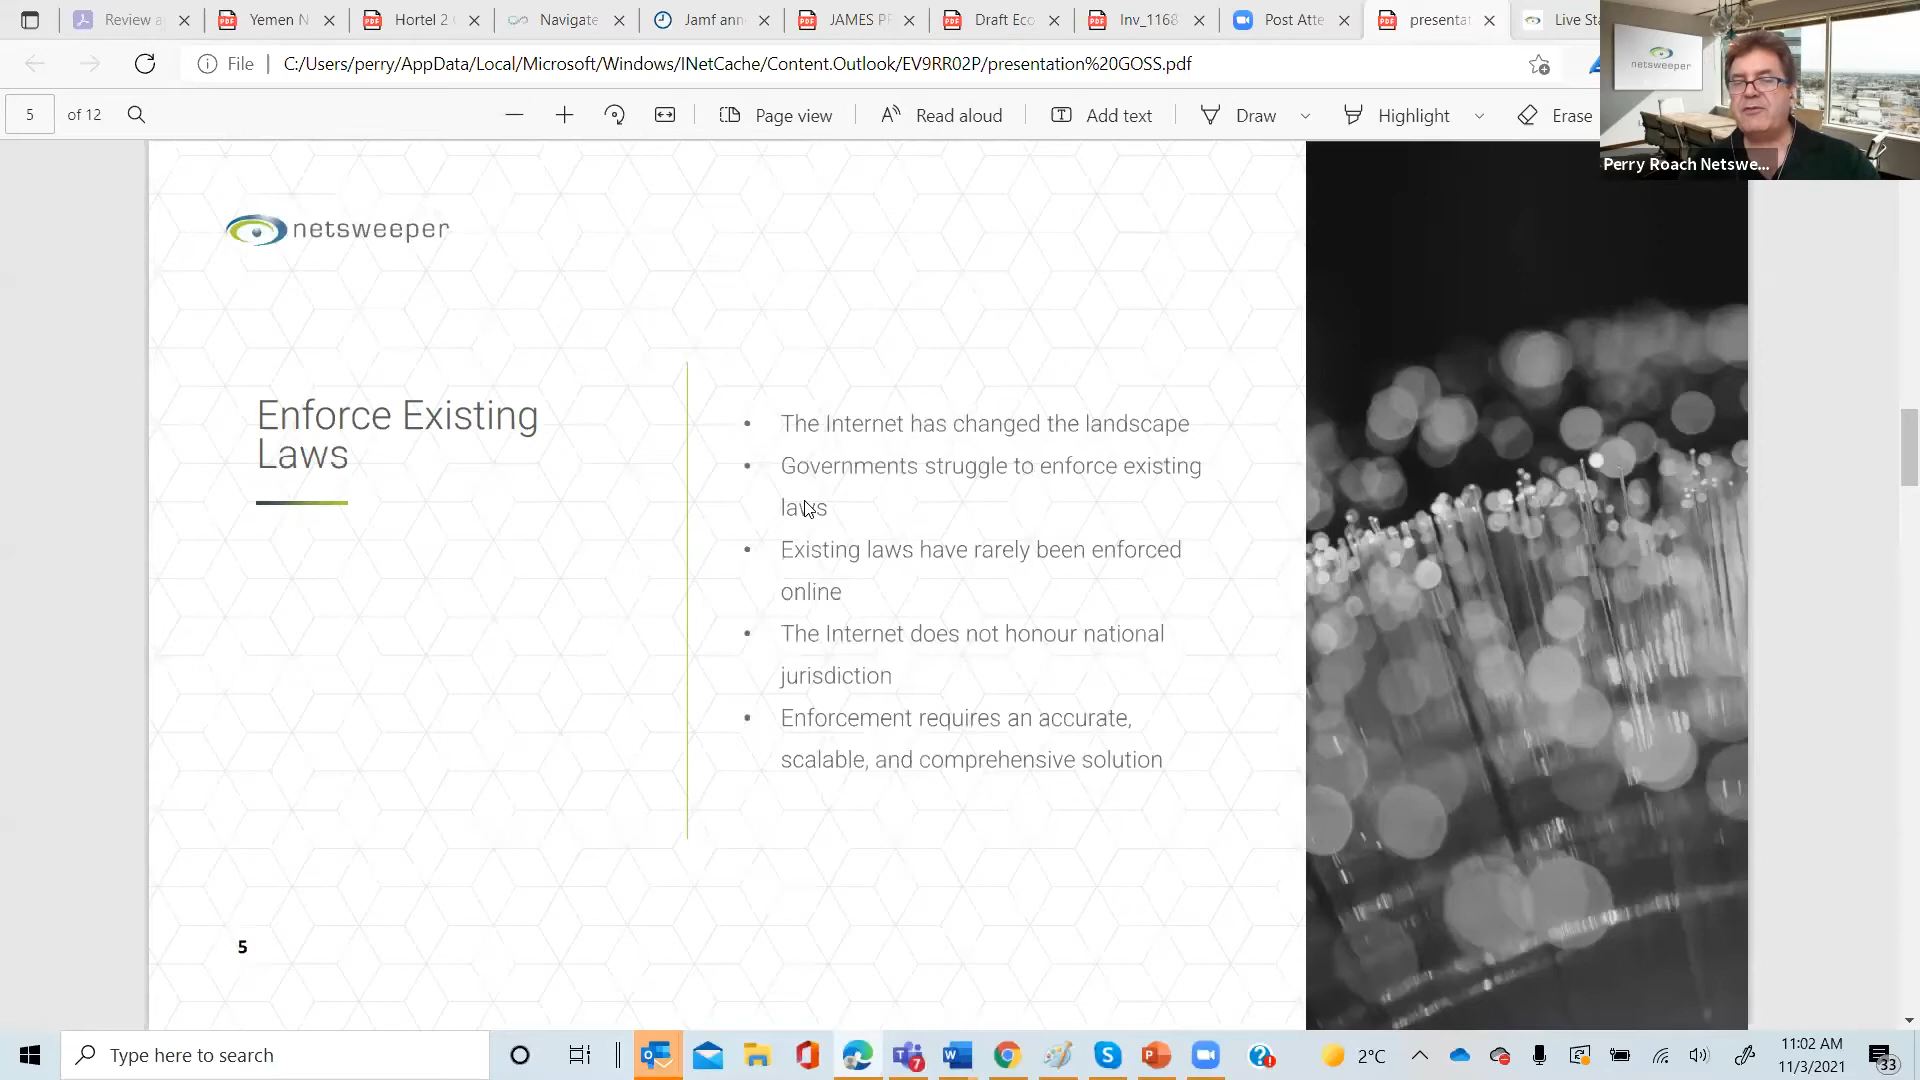 Review a
Yemen N
Hortel 2
Navigate
Jamf ann
JAMES PF
Draft Eco
Inv_1168
Post Atte
presentat
Live Sta
File
C:/Users/perry/AppData/Local/Microsoft/Windows/INetCache/Content.Outlook/EV9RR02P/presentation%20GOSS.pdf
5 of 12
Page view
Read aloud
Add text
Draw
Highlight
Erase
netsweeper
Perry Roach Netswe...
netsweeper
Enforce Existing
Laws
• The Internet has changed the landscape
• Governments struggle to enforce existing
laws
• Existing laws have rarely been enforced
online
• The Internet does not honour national
jurisdiction
• Enforcement requires an accurate,
scalable, and comprehensive solution
5
Type here to search
2°C
11:02 AM
11/3/2021
33